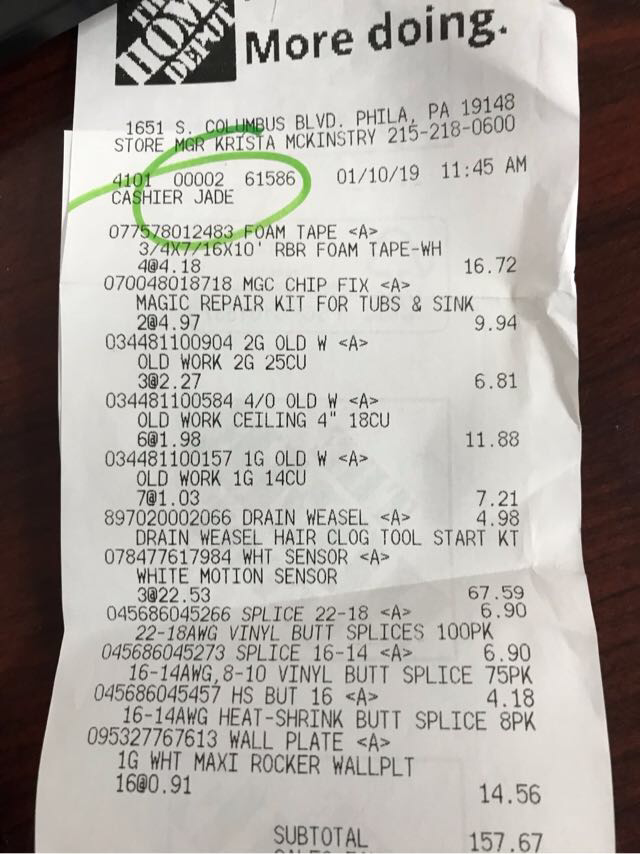 THE
HOME
DEPOT
More doing.
1651 S. COLUMBUS BLVD. PHILA, PA 19148
STORE MGR KRISTA MCKINSTRY 215-218-0600
4101 00002 61586 01/10/19 11:45 AM
CASHIER JADE
077578012483 FOAM TAPE <A>
3/4X7/16X10' RBR FOAM TAPE-WH
4@4.18 16.72
070048018718 MGC CHIP FIX <A>
MAGIC REPAIR KIT FOR TUBS & SINK
2@4.97 9.94
034481100904 2G OLD W <A>
OLD WORK 2G 25CU
3@2.27 6.81
034481100584 4/0 OLD W <A>
OLD WORK CEILING 4" 18CU
6@1.98 11.88
034481100157 1G OLD W <A>
OLD WORK 1G 14CU
7@1.03 7.21
897020002066 DRAIN WEASEL <A> 4.98
DRAIN WEASEL HAIR CLOG TOOL START KT
078477617984 WHT SENSOR <A>
WHITE MOTION SENSOR
3@22.53 67.59
045686045266 SPLICE 22-18 <A> 6.90
22-18AWG VINYL BUTT SPLICES 100PK
045686045273 SPLICE 16-14 <A> 6.90
16-14AWG,8-10 VINYL BUTT SPLICE 75PK
045686045457 HS BUT 16 <A> 4.18
16-14AWG HEAT-SHRINK BUTT SPLICE 8PK
095327767613 WALL PLATE <A>
1G WHT MAXI ROCKER WALLPLT
16@0.91 14.56
SUBTOTAL 157.67